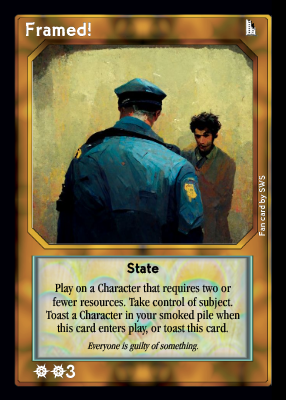 Framed!
Fan card by SWS
State
Play on a Character that requires two or
fewer resources. Take control of subject.
Toast a Character in your smoked pile when
this card enters play, or toast this card.
Everyone is guilty of something.
3